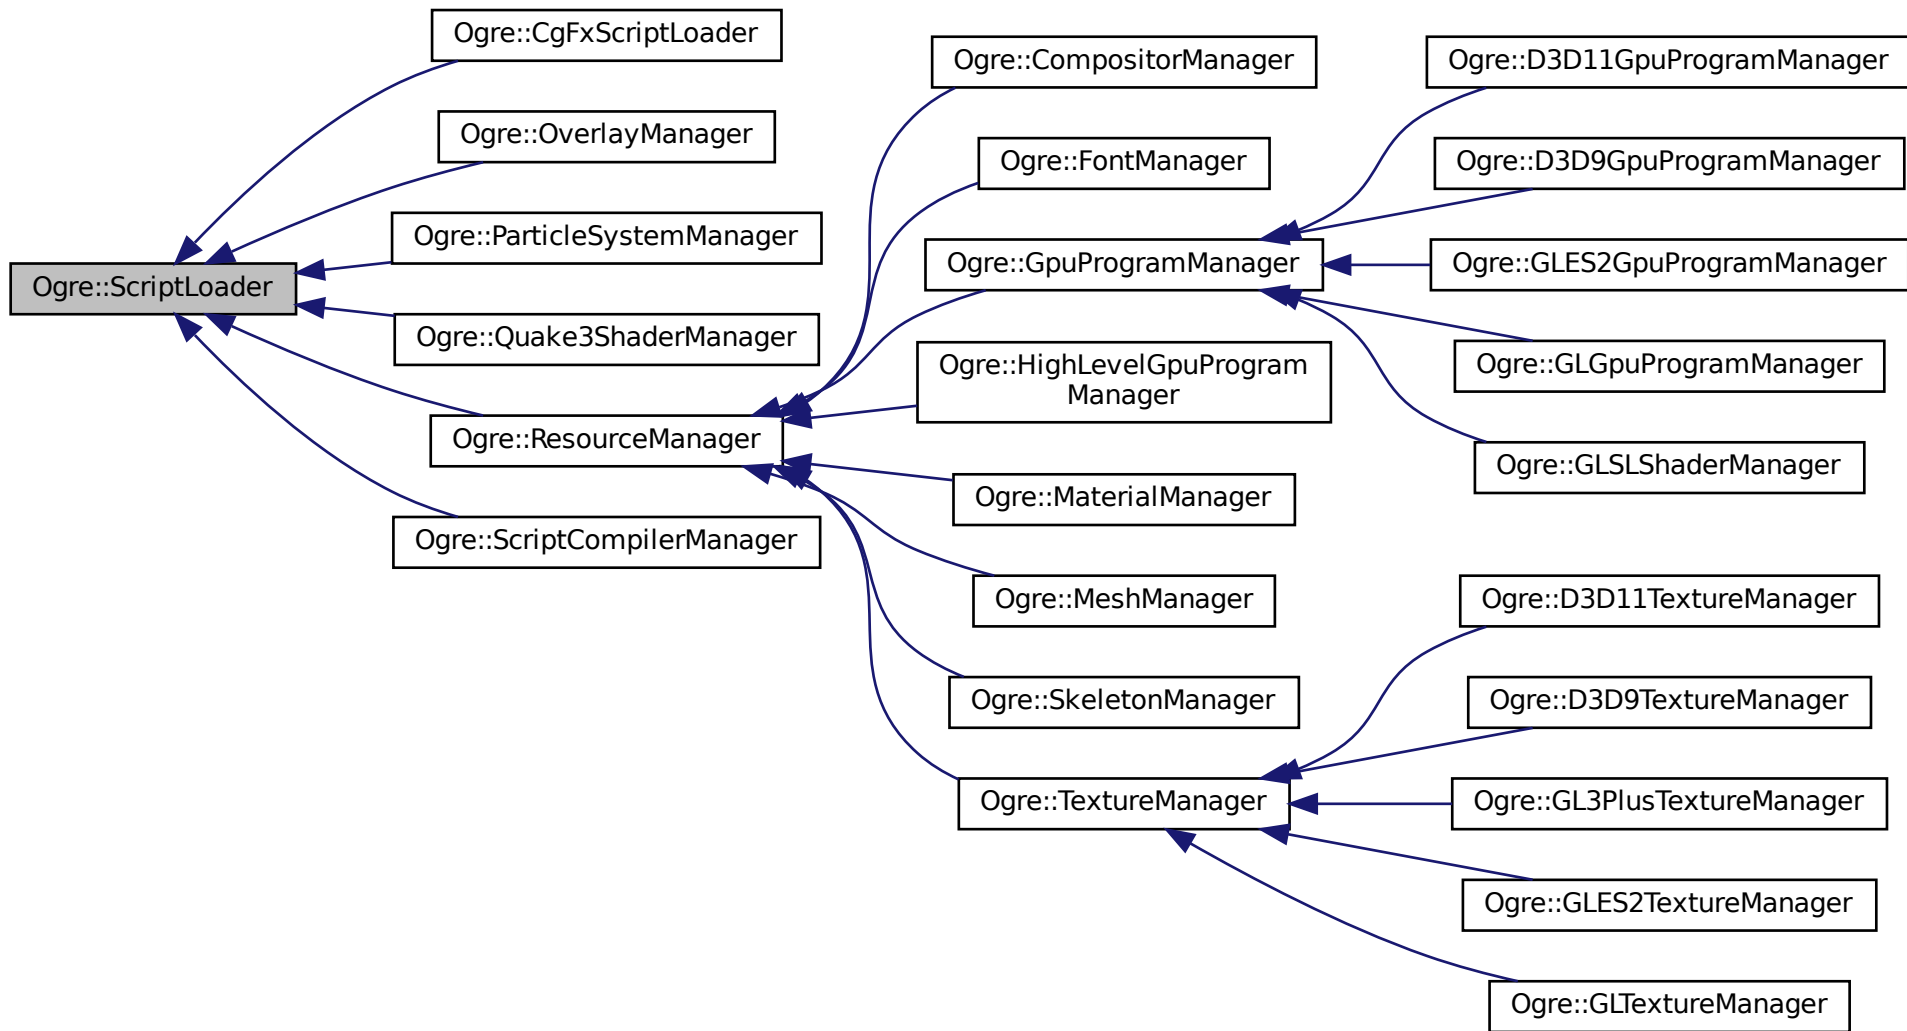 Ogre::ScriptLoader
Ogre::CgFxScriptLoader
Ogre::OverlayManager
Ogre::ParticleSystemManager
Ogre::Quake3ShaderManager
Ogre::ResourceManager
Ogre::ScriptCompilerManager
Ogre::CompositorManager
Ogre::FontManager
Ogre::GpuProgramManager
Ogre::HighLevelGpuProgram
Manager
Ogre::MaterialManager
Ogre::MeshManager
Ogre::SkeletonManager
Ogre::TextureManager
Ogre::D3D11GpuProgramManager
Ogre::D3D9GpuProgramManager
Ogre::GLES2GpuProgramManager
Ogre::GLGpuProgramManager
Ogre::GLSLShaderManager
Ogre::D3D11TextureManager
Ogre::D3D9TextureManager
Ogre::GL3PlusTextureManager
Ogre::GLES2TextureManager
Ogre::GLTextureManager